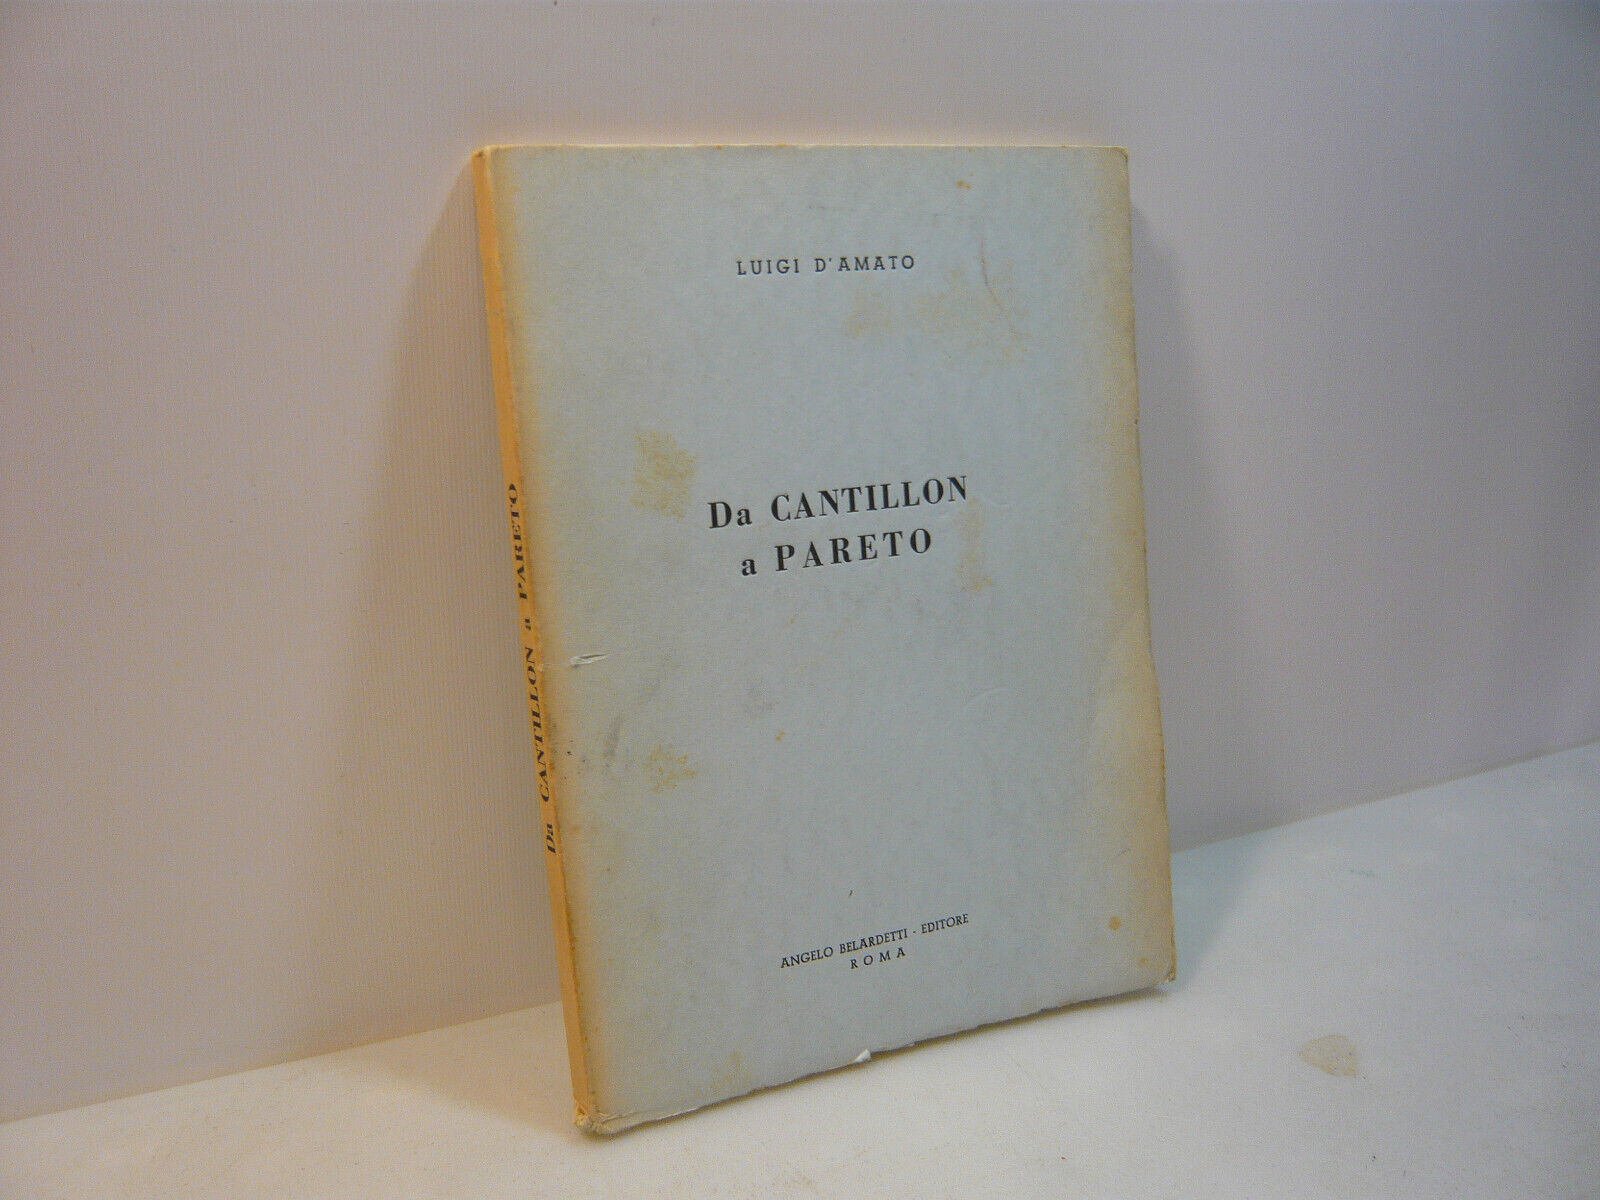 LUIGI D'AMATO
Da CANTILLON
a PARETO
ANGELO BELARDETTI - EDITORE
ROMA
Da CANTILLON a PARETO